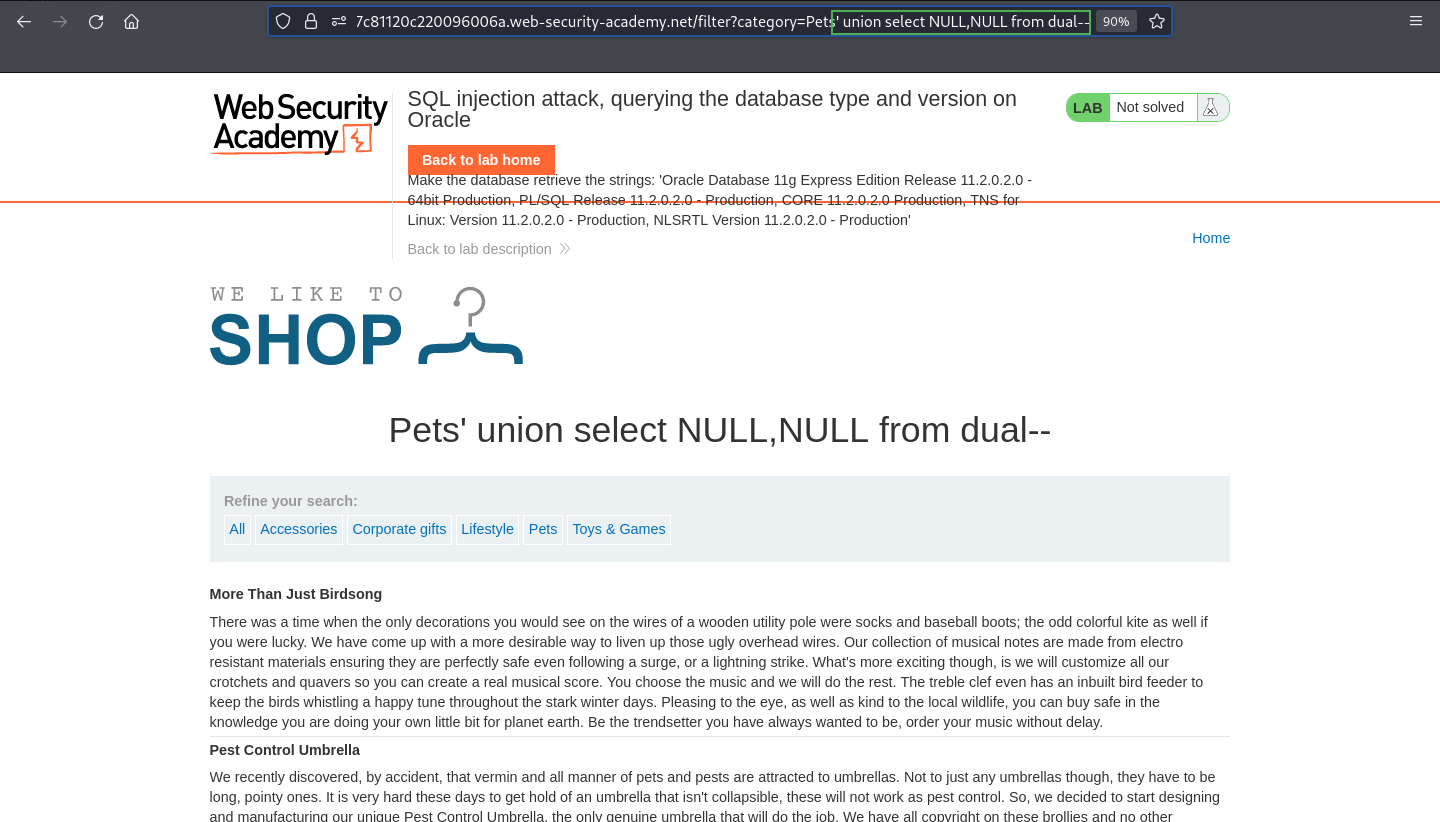 7c81120c220096006a.web-security-academy.net/filter?category=Pets' union select NULL,NULL from dual--
90%
Web Security
Academy
SQL injection attack, querying the database type and version on
Oracle
LAB
Not solved
Back to lab home
Make the database retrieve the strings: 'Oracle Database 11g Express Edition Release 11.2.0.2.0 -
64bit Production, PL/SQL Release 11.2.0.2.0 - Production, CORE 11.2.0.2.0 Production, TNS for
Linux: Version 11.2.0.2.0 - Production, NLSRTL Version 11.2.0.2.0 - Production'
Back to lab description
Home
WE LIKE TO
SHOP
Pets' union select NULL,NULL from dual--
Refine your search:
All Accessories Corporate gifts Lifestyle Pets Toys & Games
More Than Just Birdsong
There was a time when the only decorations you would see on the wires of a wooden utility pole were socks and baseball boots; the odd colorful kite as well if
you were lucky. We have come up with a more desirable way to liven up those ugly overhead wires. Our collection of musical notes are made from electro
resistant materials ensuring they are perfectly safe even following a surge, or a lightning strike. What's more exciting though, is we will customize all our
crotchets and quavers so you can create a real musical score. You choose the music and we will do the rest. The treble clef even has an inbuilt bird feeder to
keep the birds whistling a happy tune throughout the stark winter days. Pleasing to the eye, as well as kind to the local wildlife, you can buy safe in the
knowledge you are doing your own little bit for planet earth. Be the trendsetter you have always wanted to be, order your music without delay.
Pest Control Umbrella
We recently discovered, by accident, that vermin and all manner of pets and pests are attracted to umbrellas. Not to just any umbrellas though, they have to be
long, pointy ones. It is very hard these days to get hold of an umbrella that isn't collapsible, these will not work as pest control. So, we decided to start designing
and manufacturing our unique Pest Control Umbrella, the only genuine umbrella that will do the job. We have all copyright on these brollies and no other